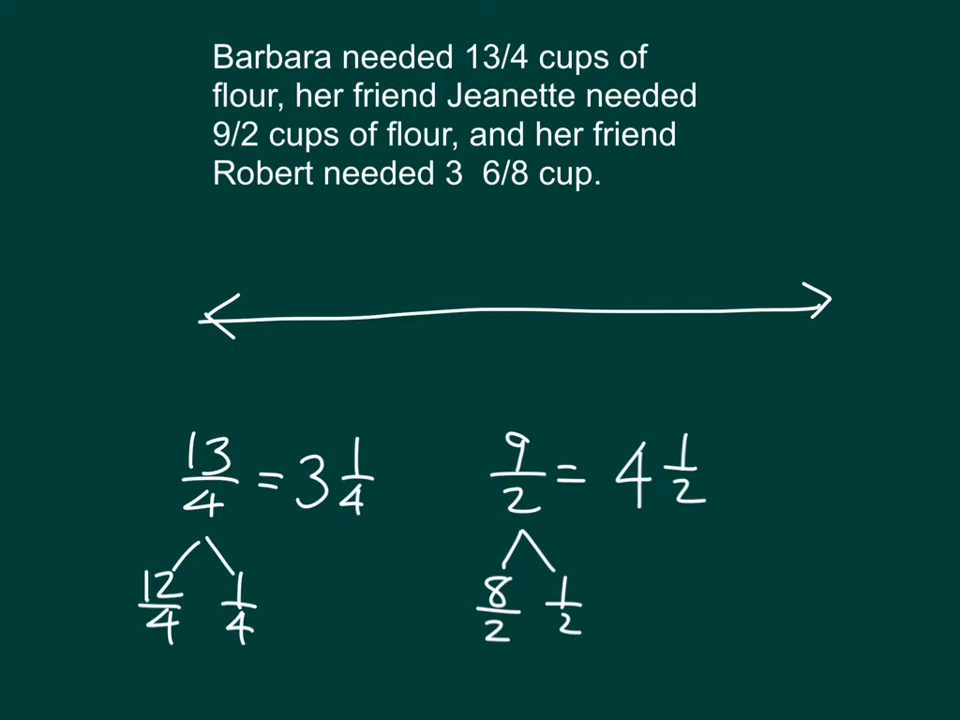 Barbara needed 13/4 cups of
flour, her friend Jeanette needed
9/2 cups of flour, and her friend
Robert needed 3  6/8 cup.
13/4 = 3 1/4
9/2 = 4 1/2
12/4 1/4
8/2 1/2